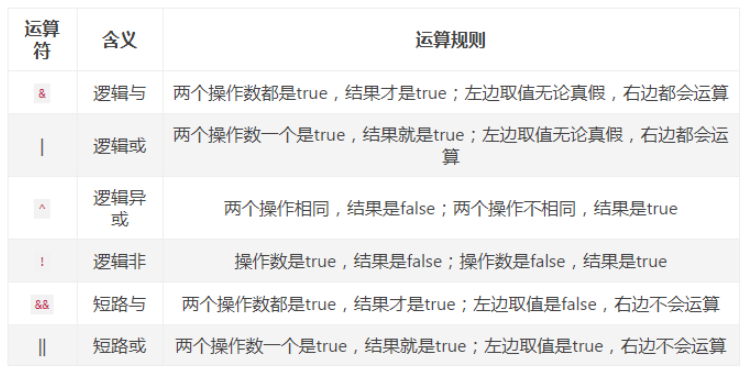 运算 含义 运算规则
符
& 逻辑与 两个操作数都是true，结果才是true；左边取值无论真假，右边都会运算
| 逻辑或 两个操作数一个是true，结果就是true；左边取值无论真假，右边都会运
算
^ 逻辑异 两个操作相同，结果是false；两个操作不相同，结果是true
或
! 逻辑非 操作数是true，结果是false；操作数是false，结果是true
&& 短路与 两个操作数都是true，结果才是true；左边取值是false，右边不会运算
|| 短路或 两个操作数一个是true，结果就是true；左边取值是true，右边不会运算